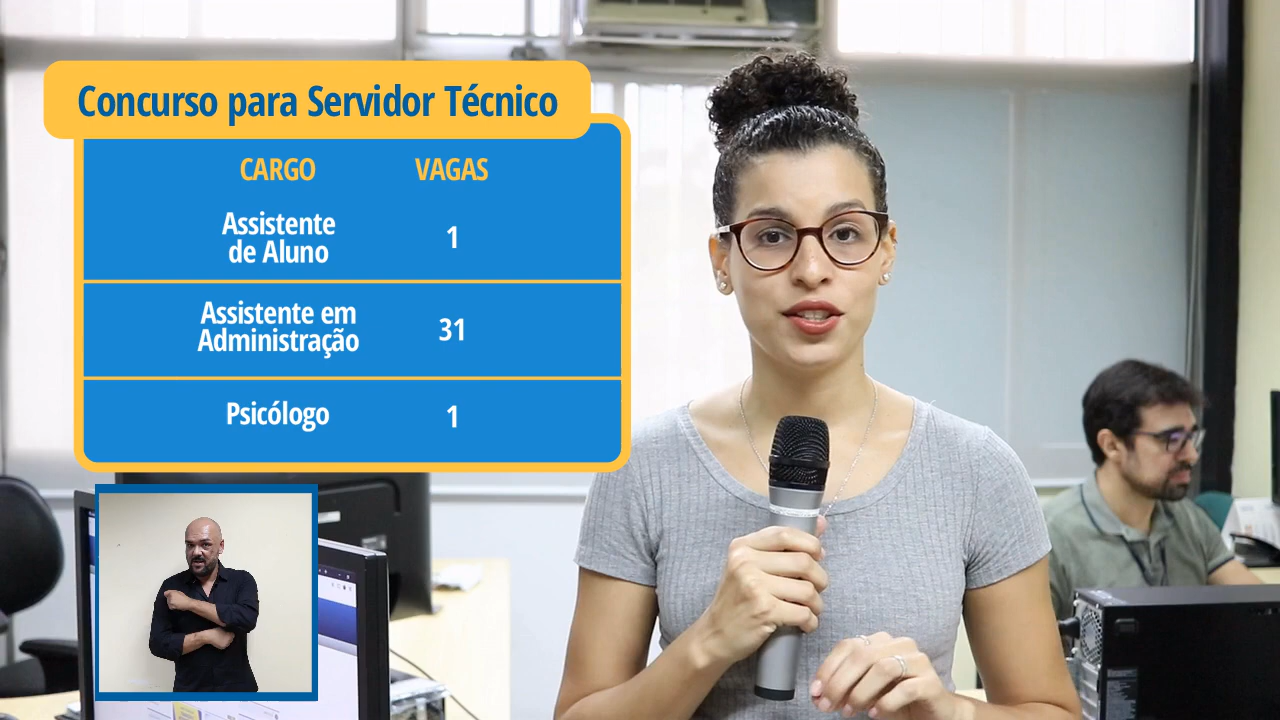 Concurso para Servidor Técnico
CARGO VAGAS
Assistente
de Aluno 1
Assistente em
Administração 31
Psicólogo 1